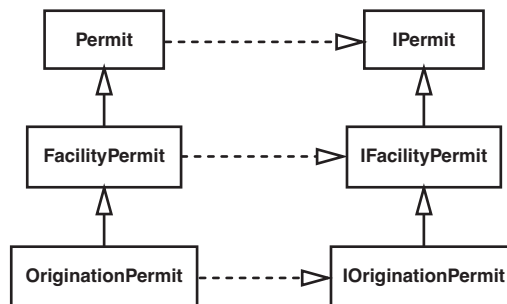 Permit
IPermit
FacilityPermit
IFacilityPermit
OriginationPermit
IOriginationPermit